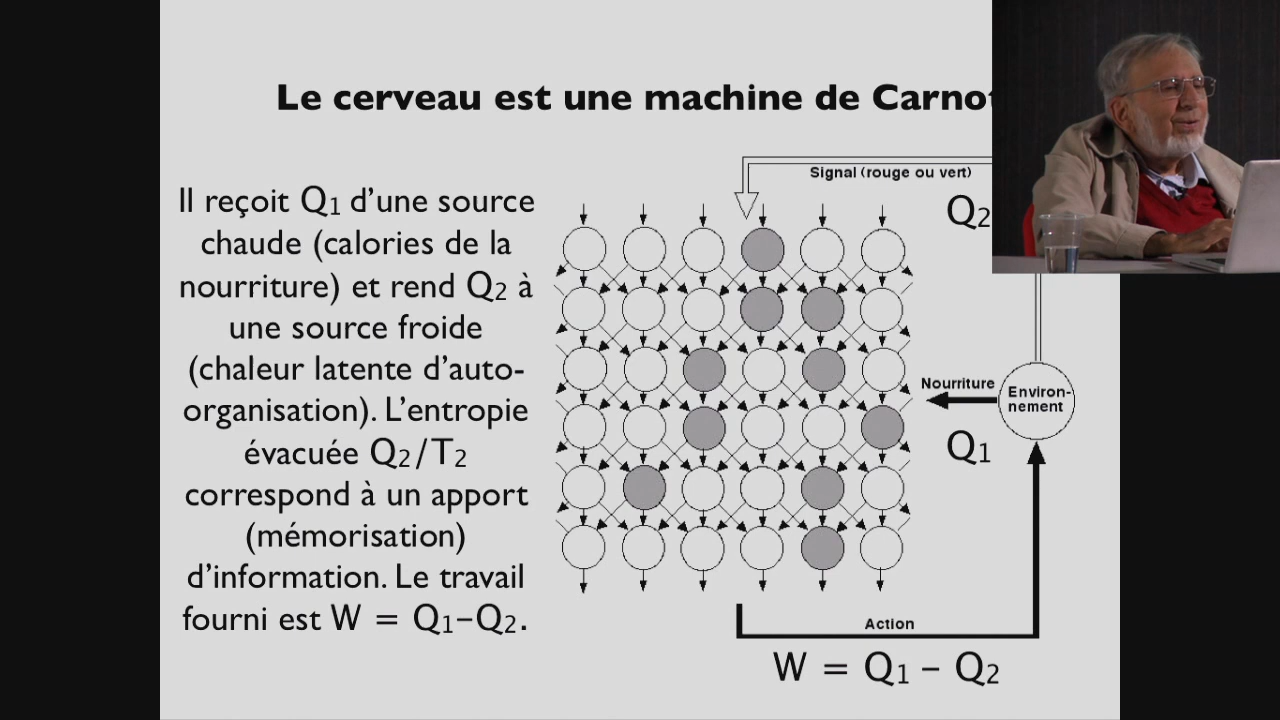 Le cerveau est une machine de Carno
Il reçoit Q1 d'une source
chaude (calories de la
nourriture) et rend Q2 à
une source froide
(chaleur latente d'auto-
organisation). L'entropie
évacuée Q2/T2
correspond à un apport
(mémorisation)
d'information. Le travail
fourni est W = Q1–Q2.
Signal (rouge ou vert)
Q2
Nourriture
Environ-
nement
Q1
Action
W = Q1 – Q2